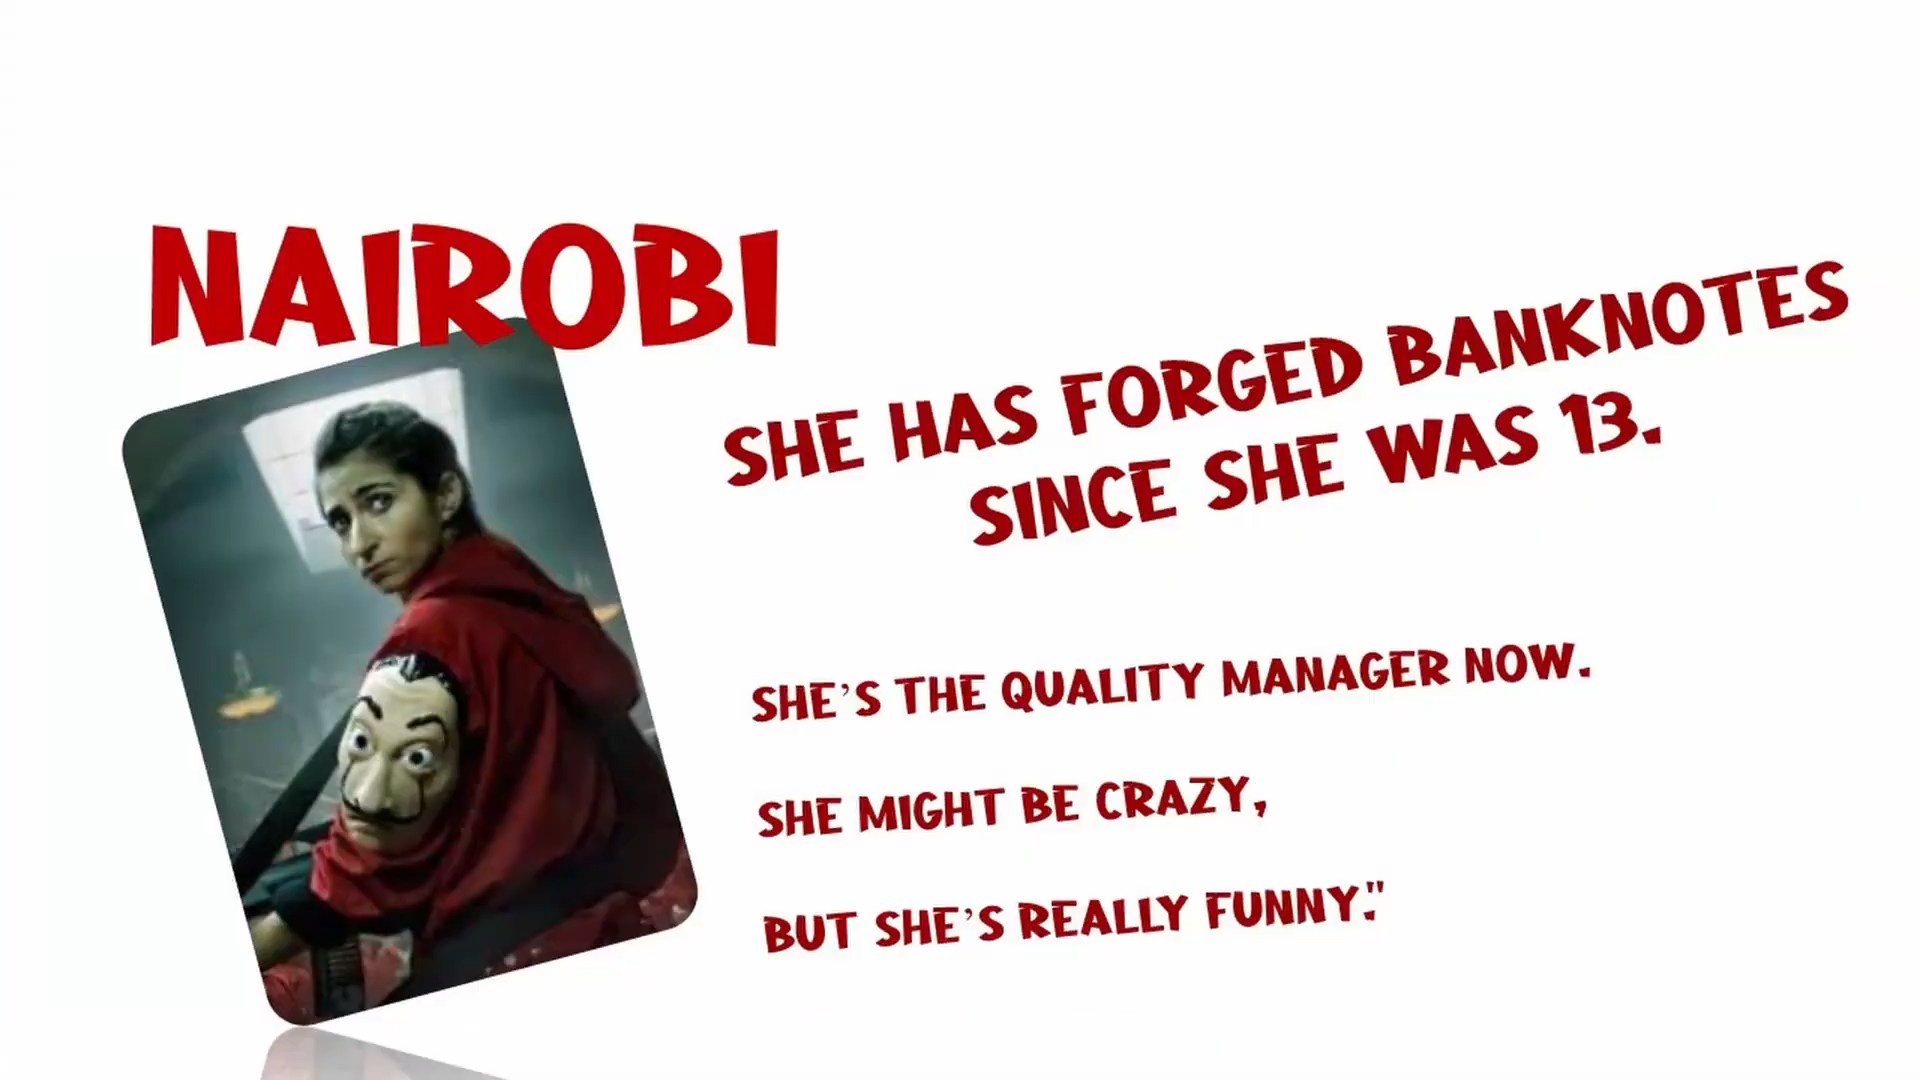 NAIROBI
SHE HAS FORGED BANKNOTES
SINCE SHE WAS 13.
SHE'S THE QUALITY MANAGER NOW.
SHE MIGHT BE CRAZY,
BUT SHE'S REALLY FUNNY."